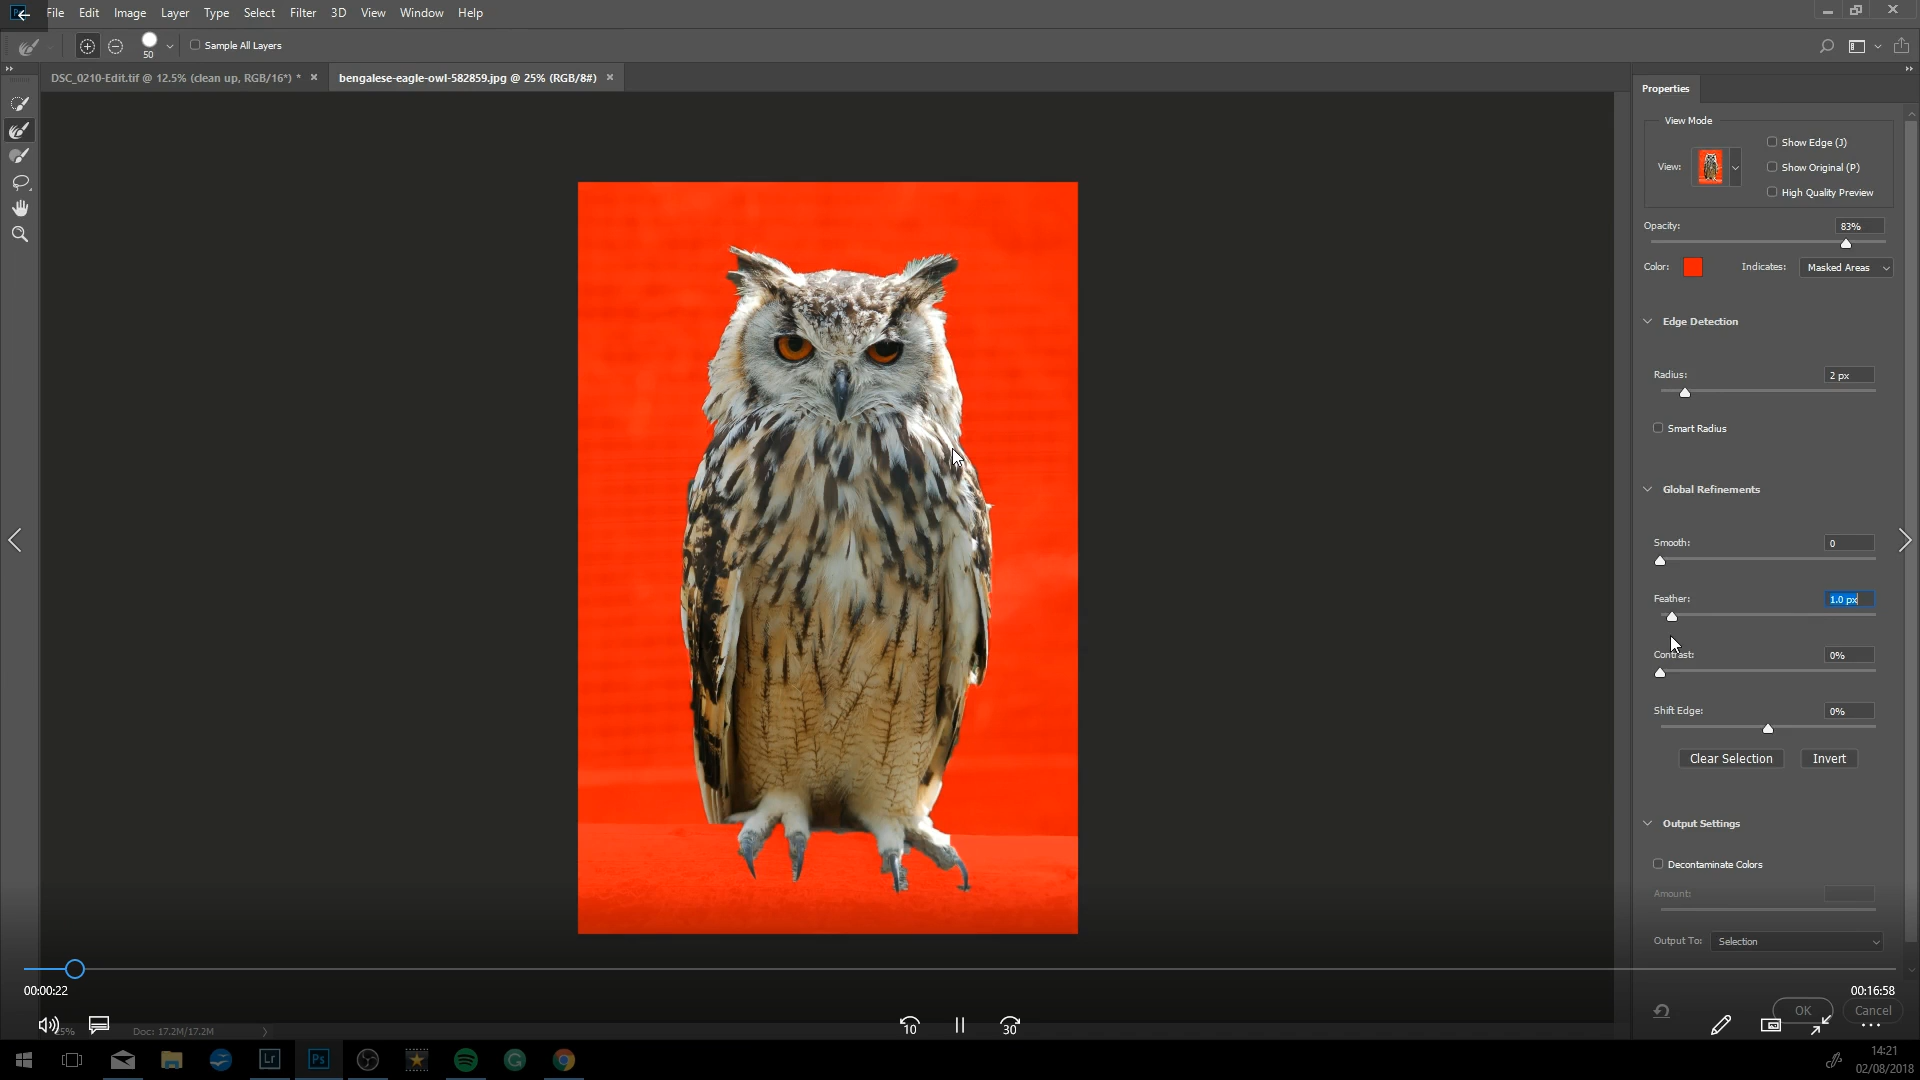 File Edit Image Layer Type Select Filter 3D View Window Help
50
Sample All Layers
DSC_0210-Edit.tif @ 12.5% (clean up, RGB/16*) *
bengalese-eagle-owl-582859.jpg @ 25% (RGB/8#)
Properties
View Mode
Show Edge (J)
View:
Show Original (P)
High Quality Preview
Opacity: 83%
Color: Indicates: Masked Areas
Edge Detection
Radius: 2 px
Smart Radius
Global Refinements
Smooth: 0
Feather: 1.0 px
Contrast: 0%
Shift Edge: 0%
Clear Selection Invert
Output Settings
Decontaminate Colors
Amount:
Output To: Selection
00:00:22 00:16:58
OK Cancel
10 30
Doc: 17.2M/17.2M
Lr Ps
14:21
02/08/2018